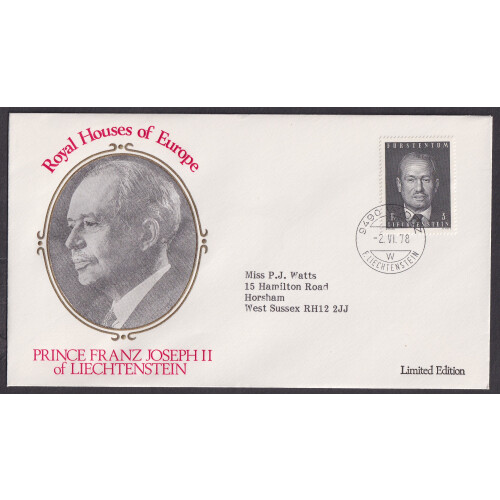 Royal Houses of Europe
PRINCE FRANZ JOSEPH II
of LIECHTENSTEIN
FÜRSTENTUM
LIECHTENSTEIN
9490
-2.VI.78
W
F.LIECHTENSTEIN
Miss P.J. Watts
15 Hamilton Road
Horsham
West Sussex RH12 2JJ
Limited Edition